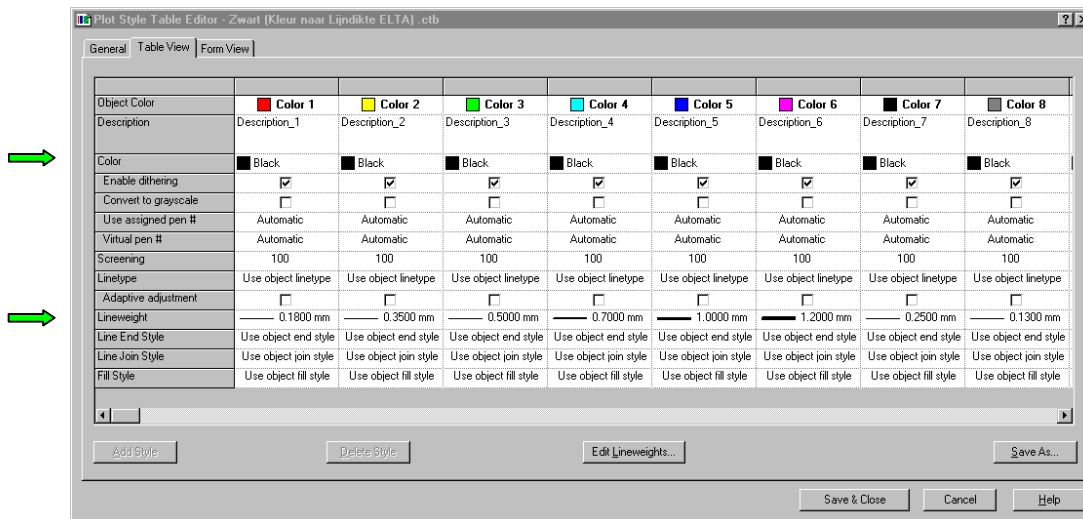 Plot Style Table Editor - Zwart (Kleur naar Lijndikte ELTA) .ctb
General Table View Form View
Object Color Color 1 Color 2 Color 3 Color 4 Color 5 Color 6 Color 7 Color 8
Description Description_1 Description_2 Description_3 Description_4 Description_5 Description_6 Description_7 Description_8
Color Black Black Black Black Black Black Black Black
Enable dithering
Convert to grayscale
Use assigned pen # Automatic Automatic Automatic Automatic Automatic Automatic Automatic Automatic
Virtual pen # Automatic Automatic Automatic Automatic Automatic Automatic Automatic Automatic
Screening 100 100 100 100 100 100 100 100
Linetype Use object linetype Use object linetype Use object linetype Use object linetype Use object linetype Use object linetype Use object linetype Use object linetype
Adaptive adjustment
Lineweight 0.1800 mm 0.3500 mm 0.5000 mm 0.7000 mm 1.0000 mm 1.2000 mm 0.2500 mm 0.1300 mm
Line End Style Use object end style Use object end style Use object end style Use object end style Use object end style Use object end style Use object end style Use object end style
Line Join Style Use object join style Use object join style Use object join style Use object join style Use object join style Use object join style Use object join style Use object join style
Fill Style Use object fill style Use object fill style Use object fill style Use object fill style Use object fill style Use object fill style Use object fill style Use object fill style
Add Style Delete Style Edit Lineweights... Save As...
Save & Close Cancel Help